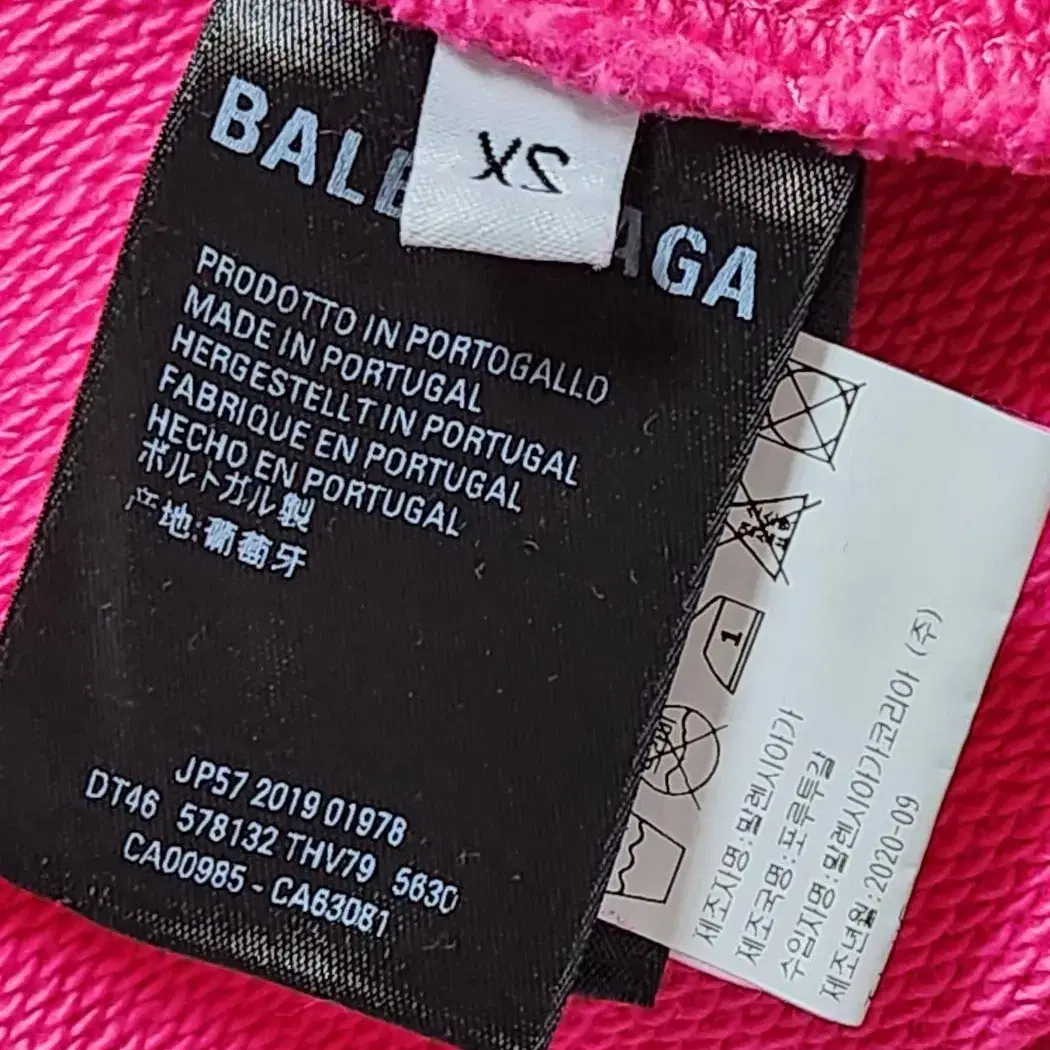 BALE AGA
XS
PRODOTTO IN PORTOGALLO
MADE IN PORTUGAL
HERGESTELLT IN PORTUGAL
FABRIQUE EN PORTUGAL
HECHO EN PORTUGAL
ポルトガル製
产地:葡萄牙
JP57 2019 01978
DT46 578132 THV79 5630
CA00985 - CA63081
1
제조자명:발렌시아가
제조국명:포르투갈
수입자명:발렌시아가코리아 (주)
제조년월:2020-09